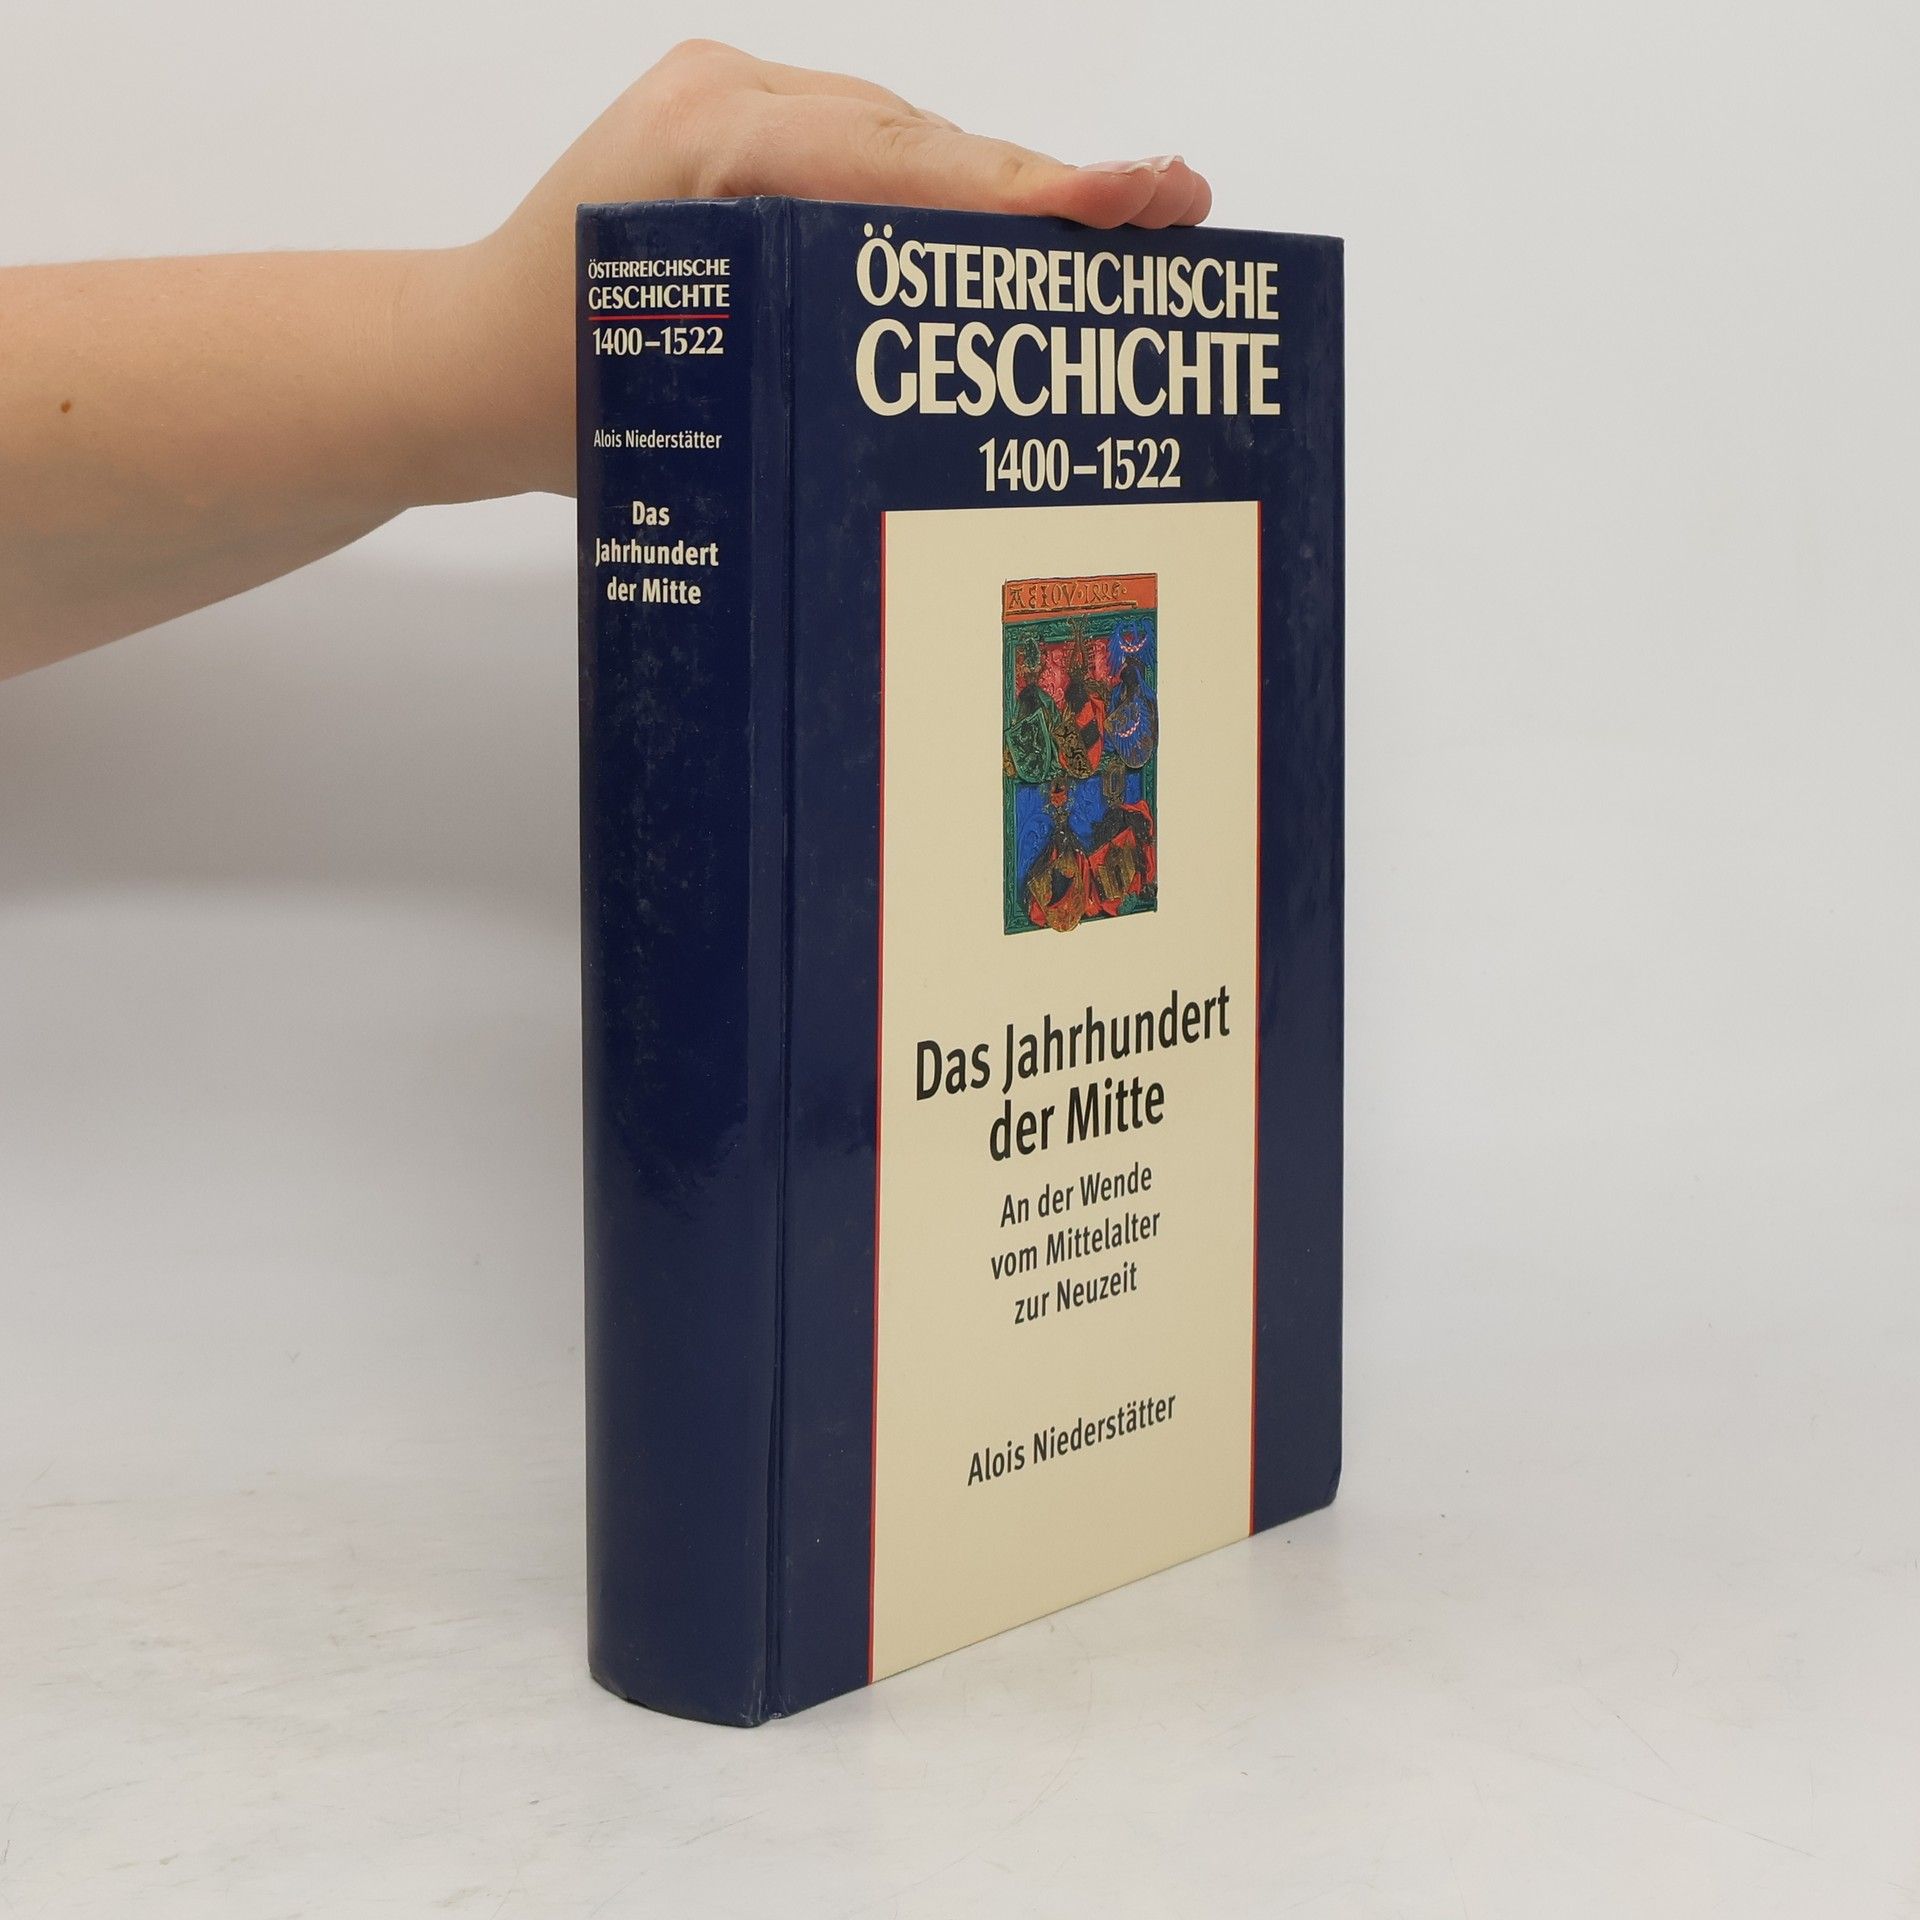 ÖSTERREICHISCHE
GESCHICHTE
1400–1522
Alois Niederstätter
Das
Jahrhundert
der Mitte
ÖSTERREICHISCHE
GESCHICHTE
1400–1522
Das Jahrhundert
der Mitte
An der Wende
vom Mittelalter
zur Neuzeit
Alois Niederstätter